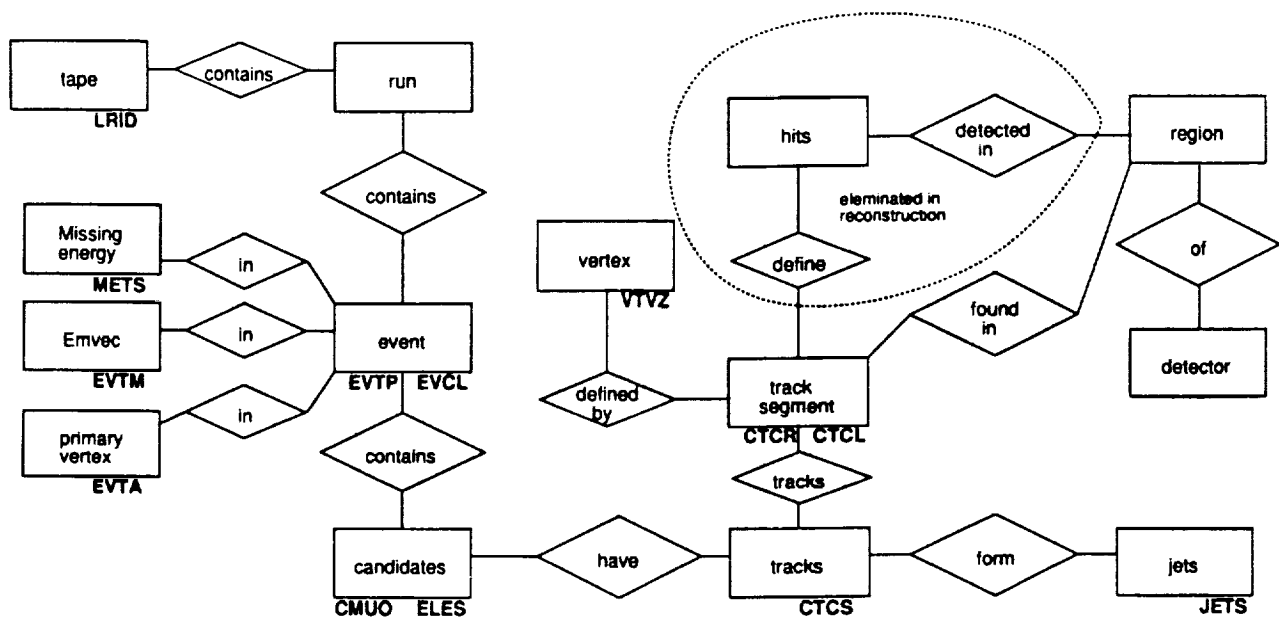 tape
LRID
contains
run
contains
Missing
energy
METS
in
Emvec
EVTM
in
primary
vertex
EVTA
in
event
EVTP EVCL
contains
candidates
CMUO ELES
have
vertex
VTVZ
defined
by
hits
detected
in
eleminated in
reconstruction
define
track
segment
CTCR CTCL
tracks
tracks
CTCS
form
jets
JETS
region
of
found
in
detector